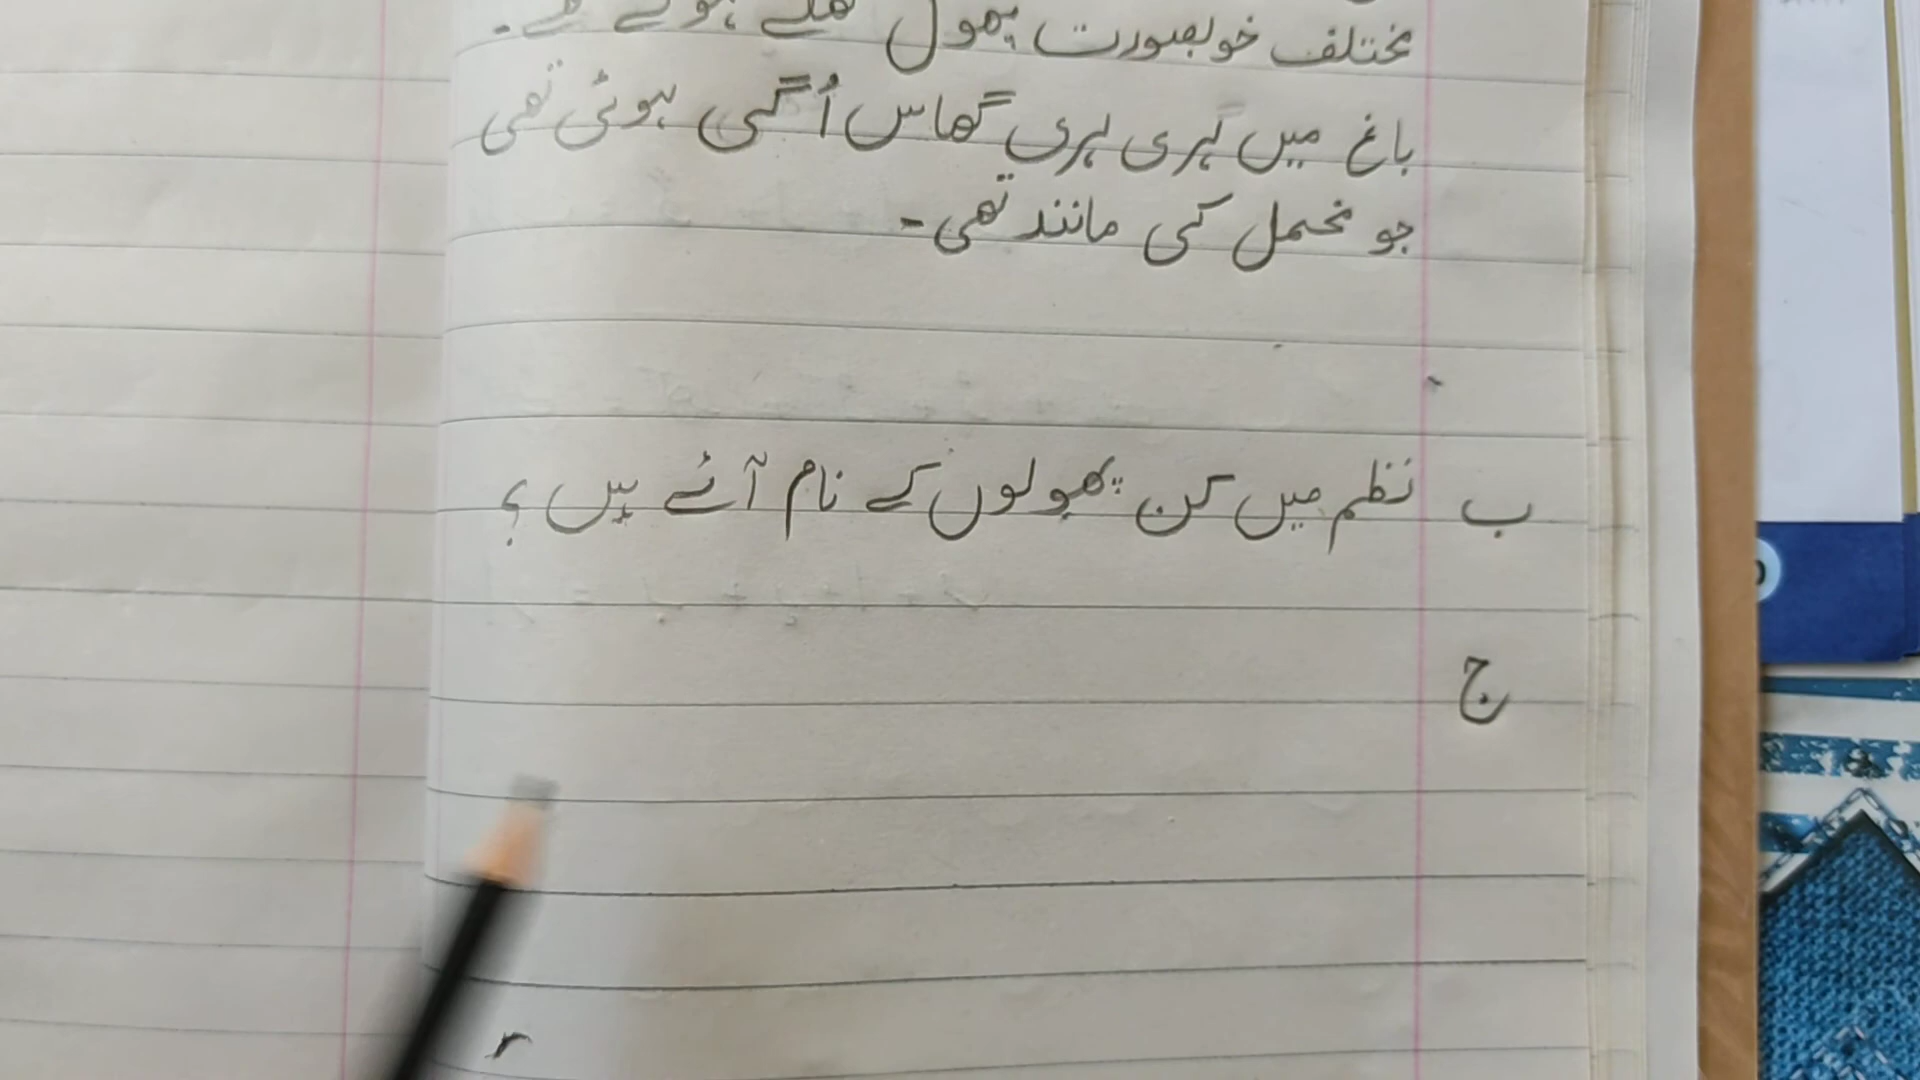 مختلف خوبصورت پھول کھلے ہوئے تھے۔
باغ میں ہری ہری گھاس اُگی ہوئی تھی
جو مخمل کی مانند تھی۔
ب نظم میں کن پھولوں کے نام آئے ہیں؟
ج